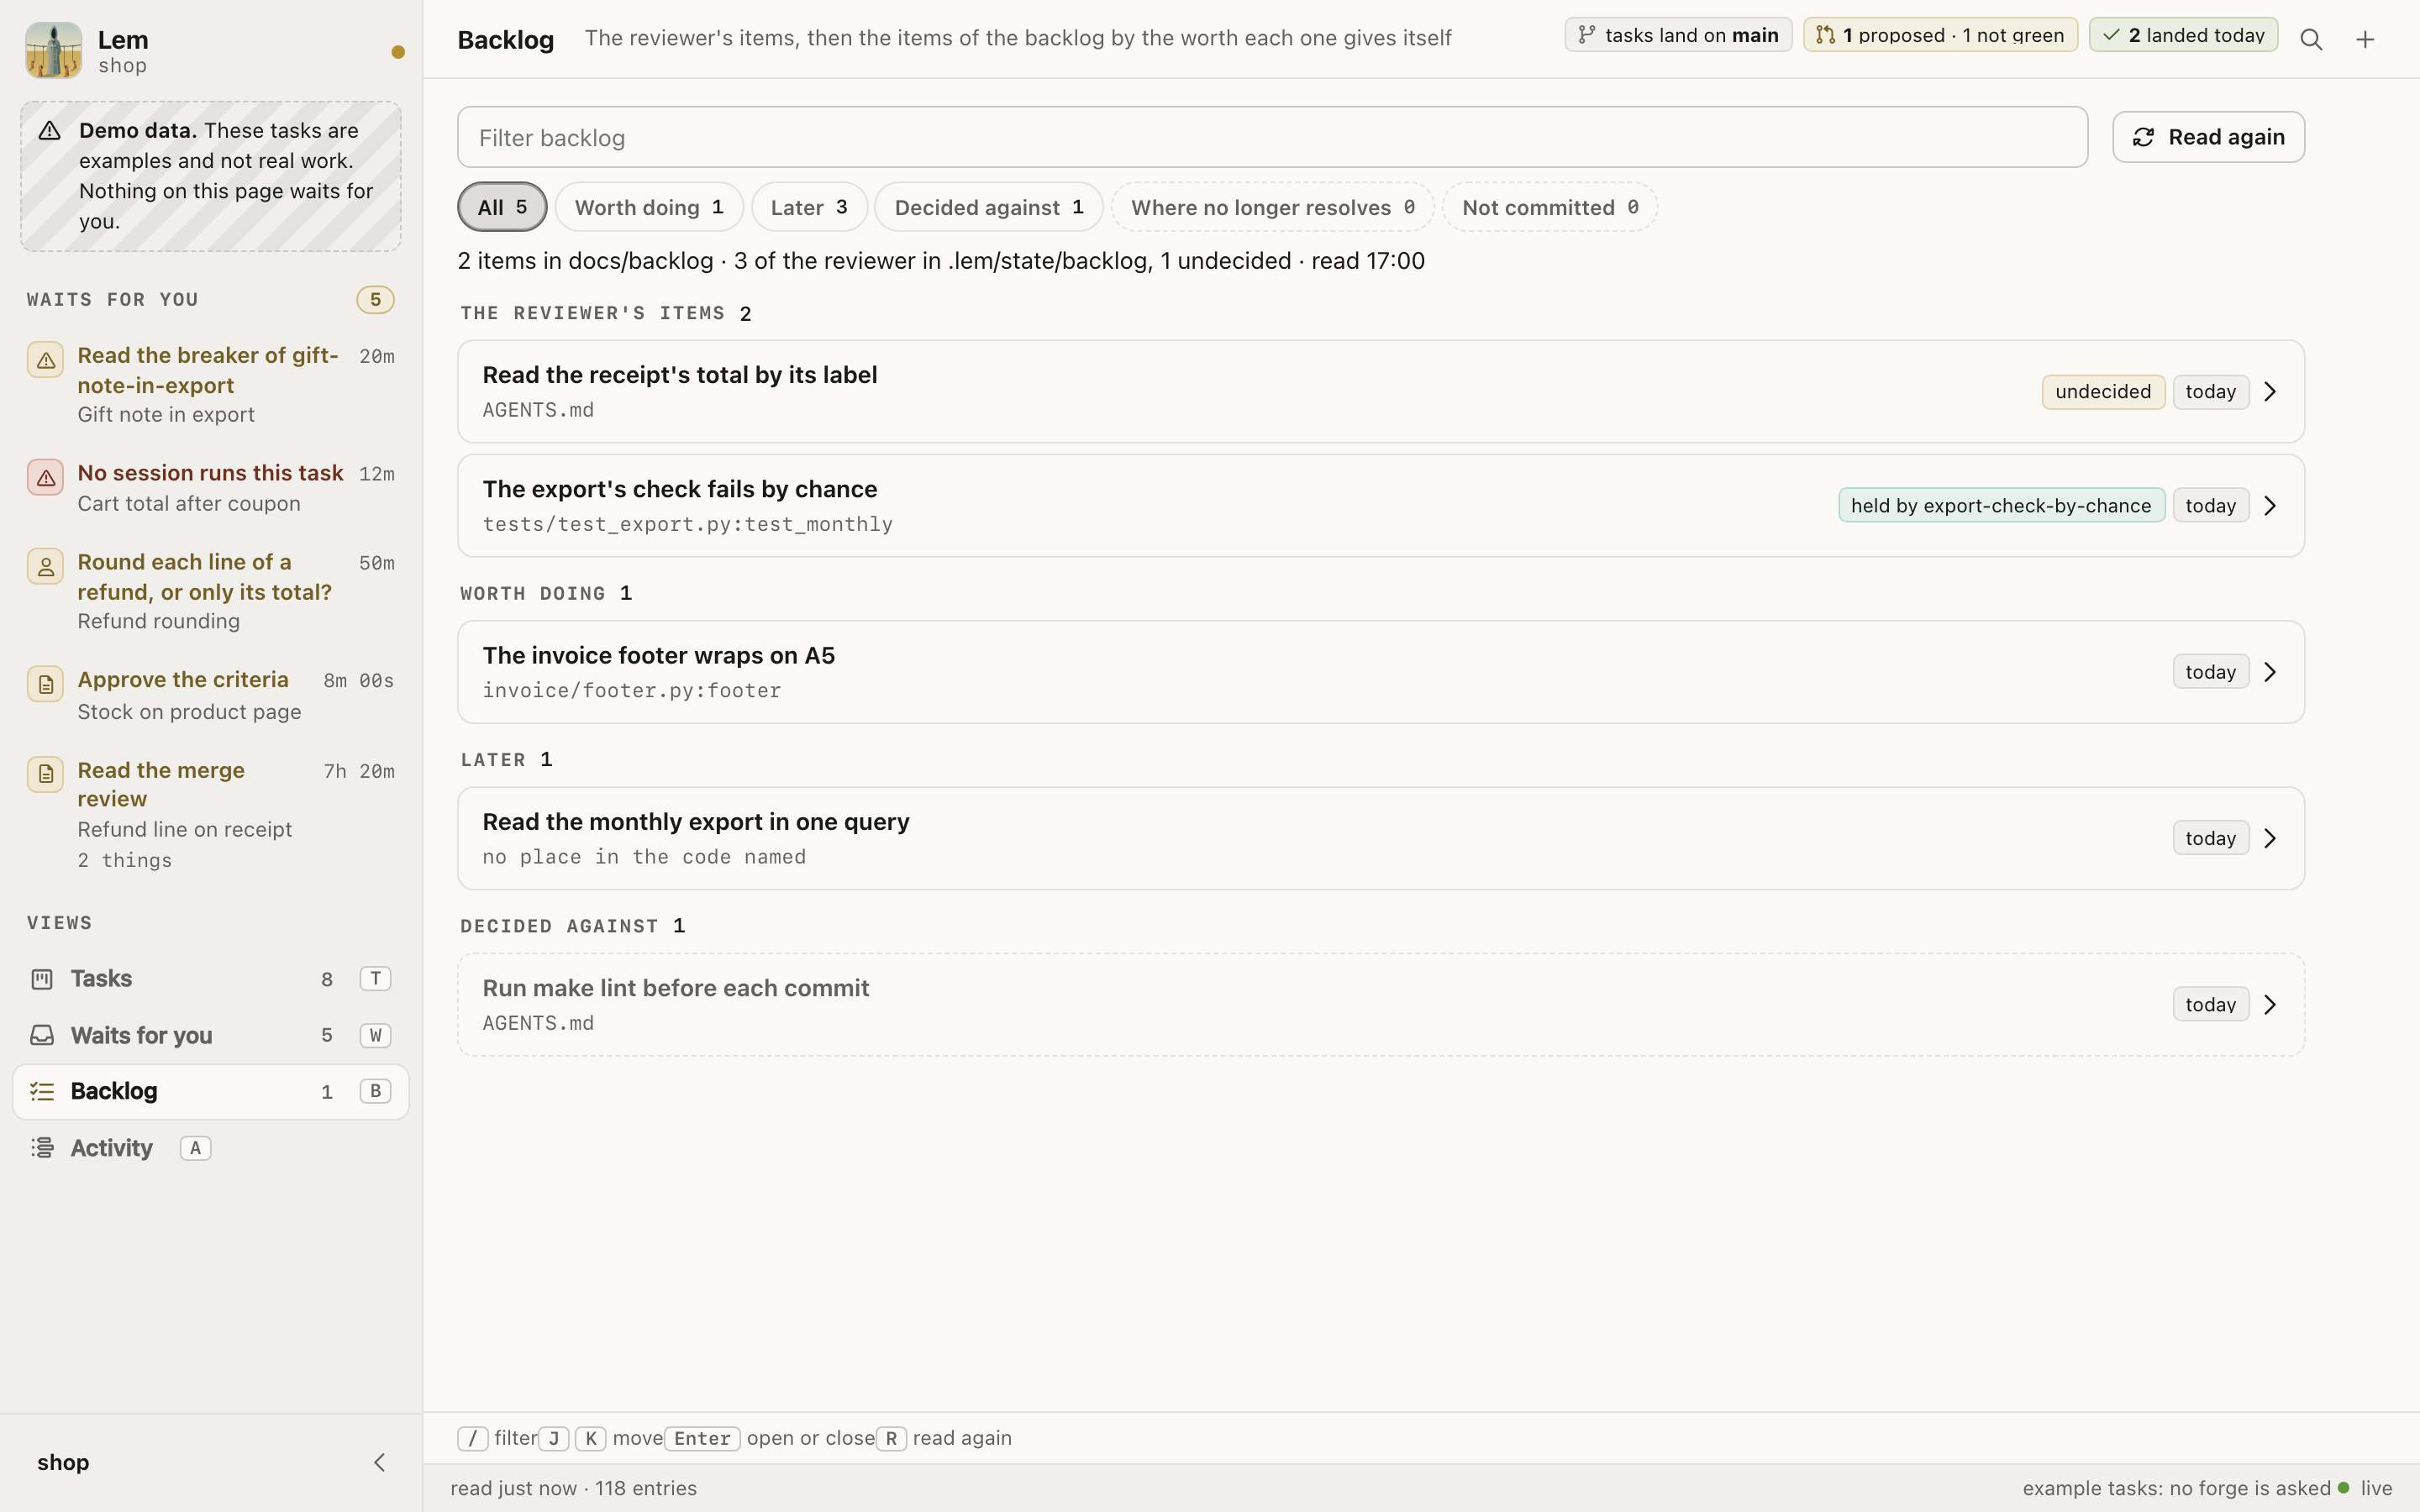 Lem
shop
Demo data. These tasks are
examples and not real work.
Nothing on this page waits for
you.
WAITS FOR YOU 5
Read the breaker of gift- 20m
note-in-export
Gift note in export
No session runs this task 12m
Cart total after coupon
Round each line of a 50m
refund, or only its total?
Refund rounding
Approve the criteria 8m 00s
Stock on product page
Read the merge 7h 20m
review
Refund line on receipt
2 things
VIEWS
Tasks 8 T
Waits for you 5 W
Backlog 1 B
Activity A
shop
Backlog The reviewer's items, then the items of the backlog by the worth each one gives itself
tasks land on main 1 proposed · 1 not green 2 landed today
Filter backlog
Read again
All 5 Worth doing 1 Later 3 Decided against 1 Where no longer resolves 0 Not committed 0
2 items in docs/backlog · 3 of the reviewer in .lem/state/backlog, 1 undecided · read 17:00
THE REVIEWER'S ITEMS 2
Read the receipt's total by its label
AGENTS.md
undecided today
The export's check fails by chance
tests/test_export.py:test_monthly
held by export-check-by-chance today
WORTH DOING 1
The invoice footer wraps on A5
invoice/footer.py:footer
today
LATER 1
Read the monthly export in one query
no place in the code named
today
DECIDED AGAINST 1
Run make lint before each commit
AGENTS.md
today
/ filter J K move Enter open or close R read again
read just now · 118 entries
example tasks: no forge is asked live